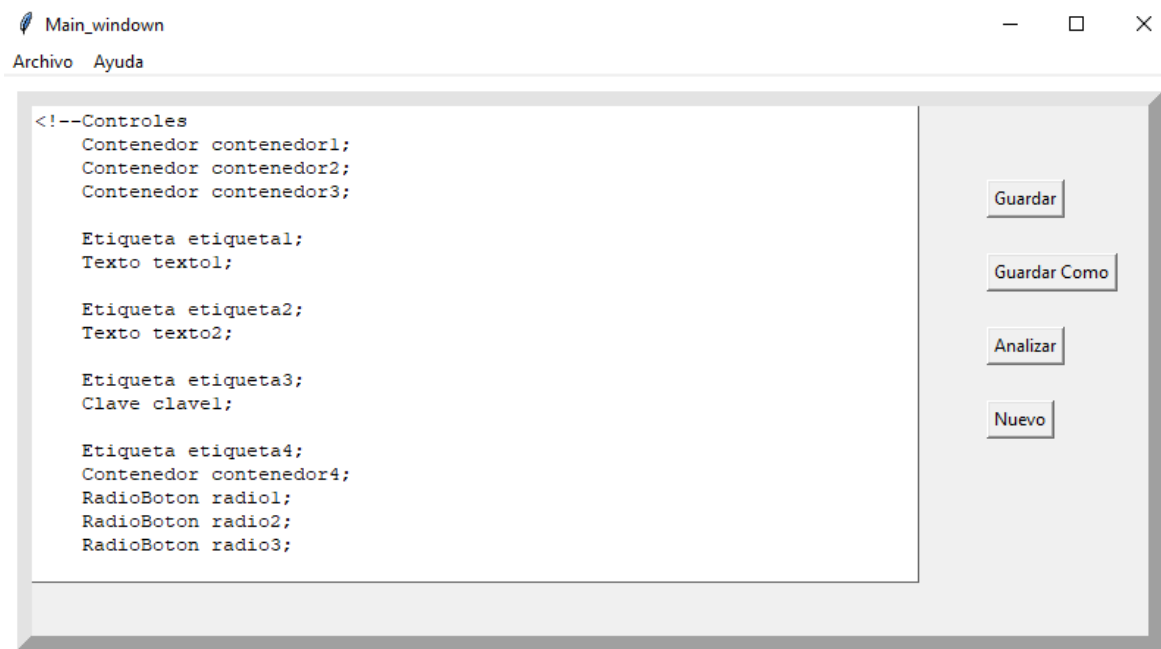 Main_windown
Archivo Ayuda
<!--Controles
    Contenedor contenedor1;
    Contenedor contenedor2;
    Contenedor contenedor3;

    Etiqueta etiqueta1;
    Texto texto1;

    Etiqueta etiqueta2;
    Texto texto2;

    Etiqueta etiqueta3;
    Clave clave1;

    Etiqueta etiqueta4;
    Contenedor contenedor4;
    RadioBoton radio1;
    RadioBoton radio2;
    RadioBoton radio3;
Guardar
Guardar Como
Analizar
Nuevo